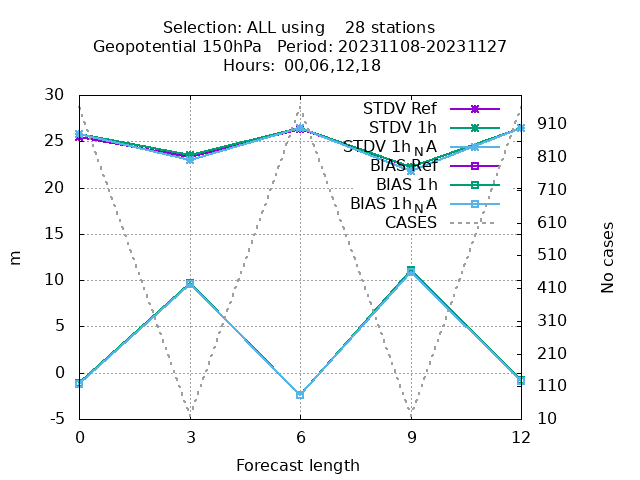 Selection: ALL using    28 stations
Geopotential 150hPa   Period: 20231108-20231127
Hours: 00,06,12,18
STDV Ref
STDV 1h
STDV 1h_NA
BIAS Ref
BIAS 1h
BIAS 1h_NA
CASES
30
25
20
15
10
5
0
-5
m
910
810
710
610
510
410
310
210
110
10
No cases
0 3 6 9 12
Forecast length